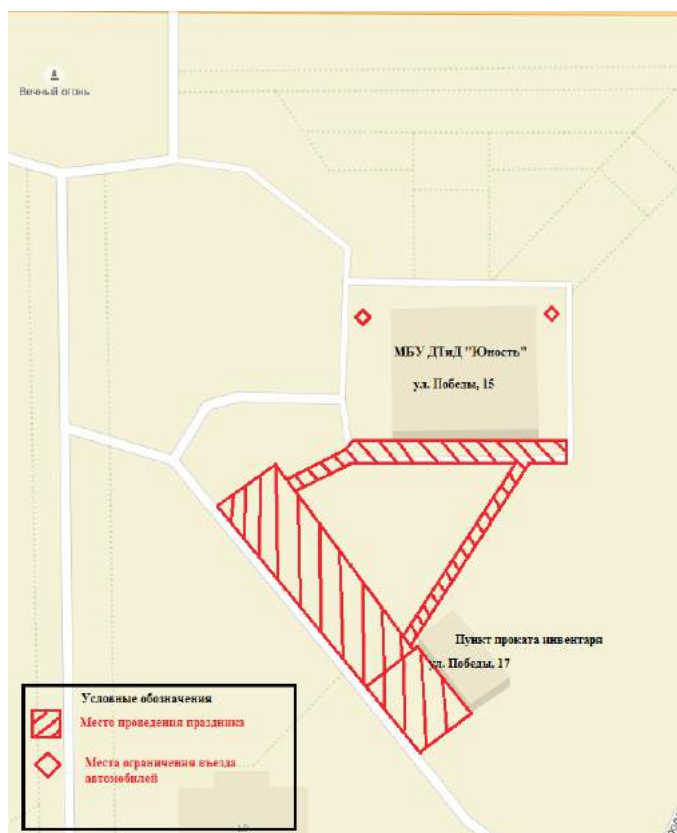 Вечный огонь
МБУ ДТиД "Юность"
ул. Победы, 15
Пункт проката инвентаря
ул. Победы, 17
Условные обозначения
Место проведения праздника
Места ограничения въезда
автомобилей